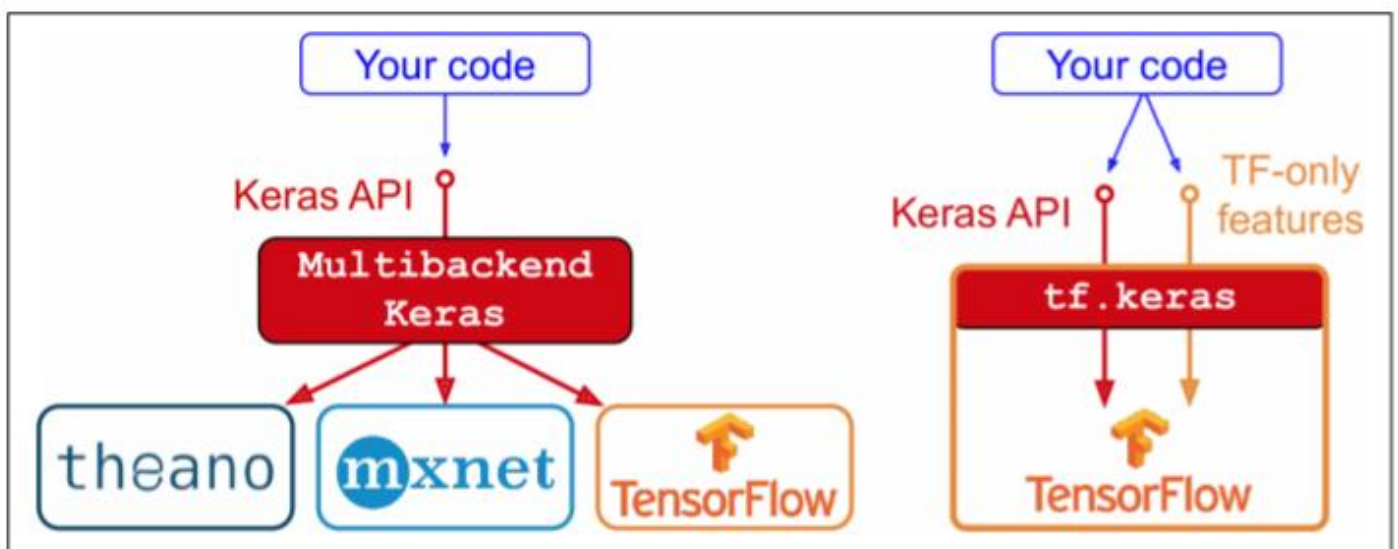 Your code
Keras API
Multibackend
Keras
theano
mxnet
TensorFlow
Your code
Keras API
TF-only
features
tf.keras
TensorFlow